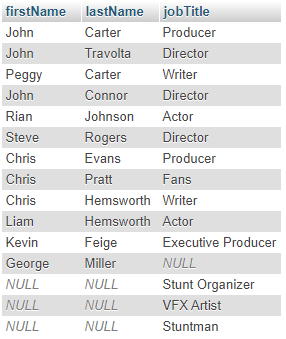 firstName lastName jobTitle
John Carter Producer
John Travolta Director
Peggy Carter Writer
John Connor Director
Rian Johnson Actor
Steve Rogers Director
Chris Evans Producer
Chris Pratt Fans
Chris Hemsworth Writer
Liam Hemsworth Actor
Kevin Feige Executive Producer
George Miller NULL
NULL NULL Stunt Organizer
NULL NULL VFX Artist
NULL NULL Stuntman